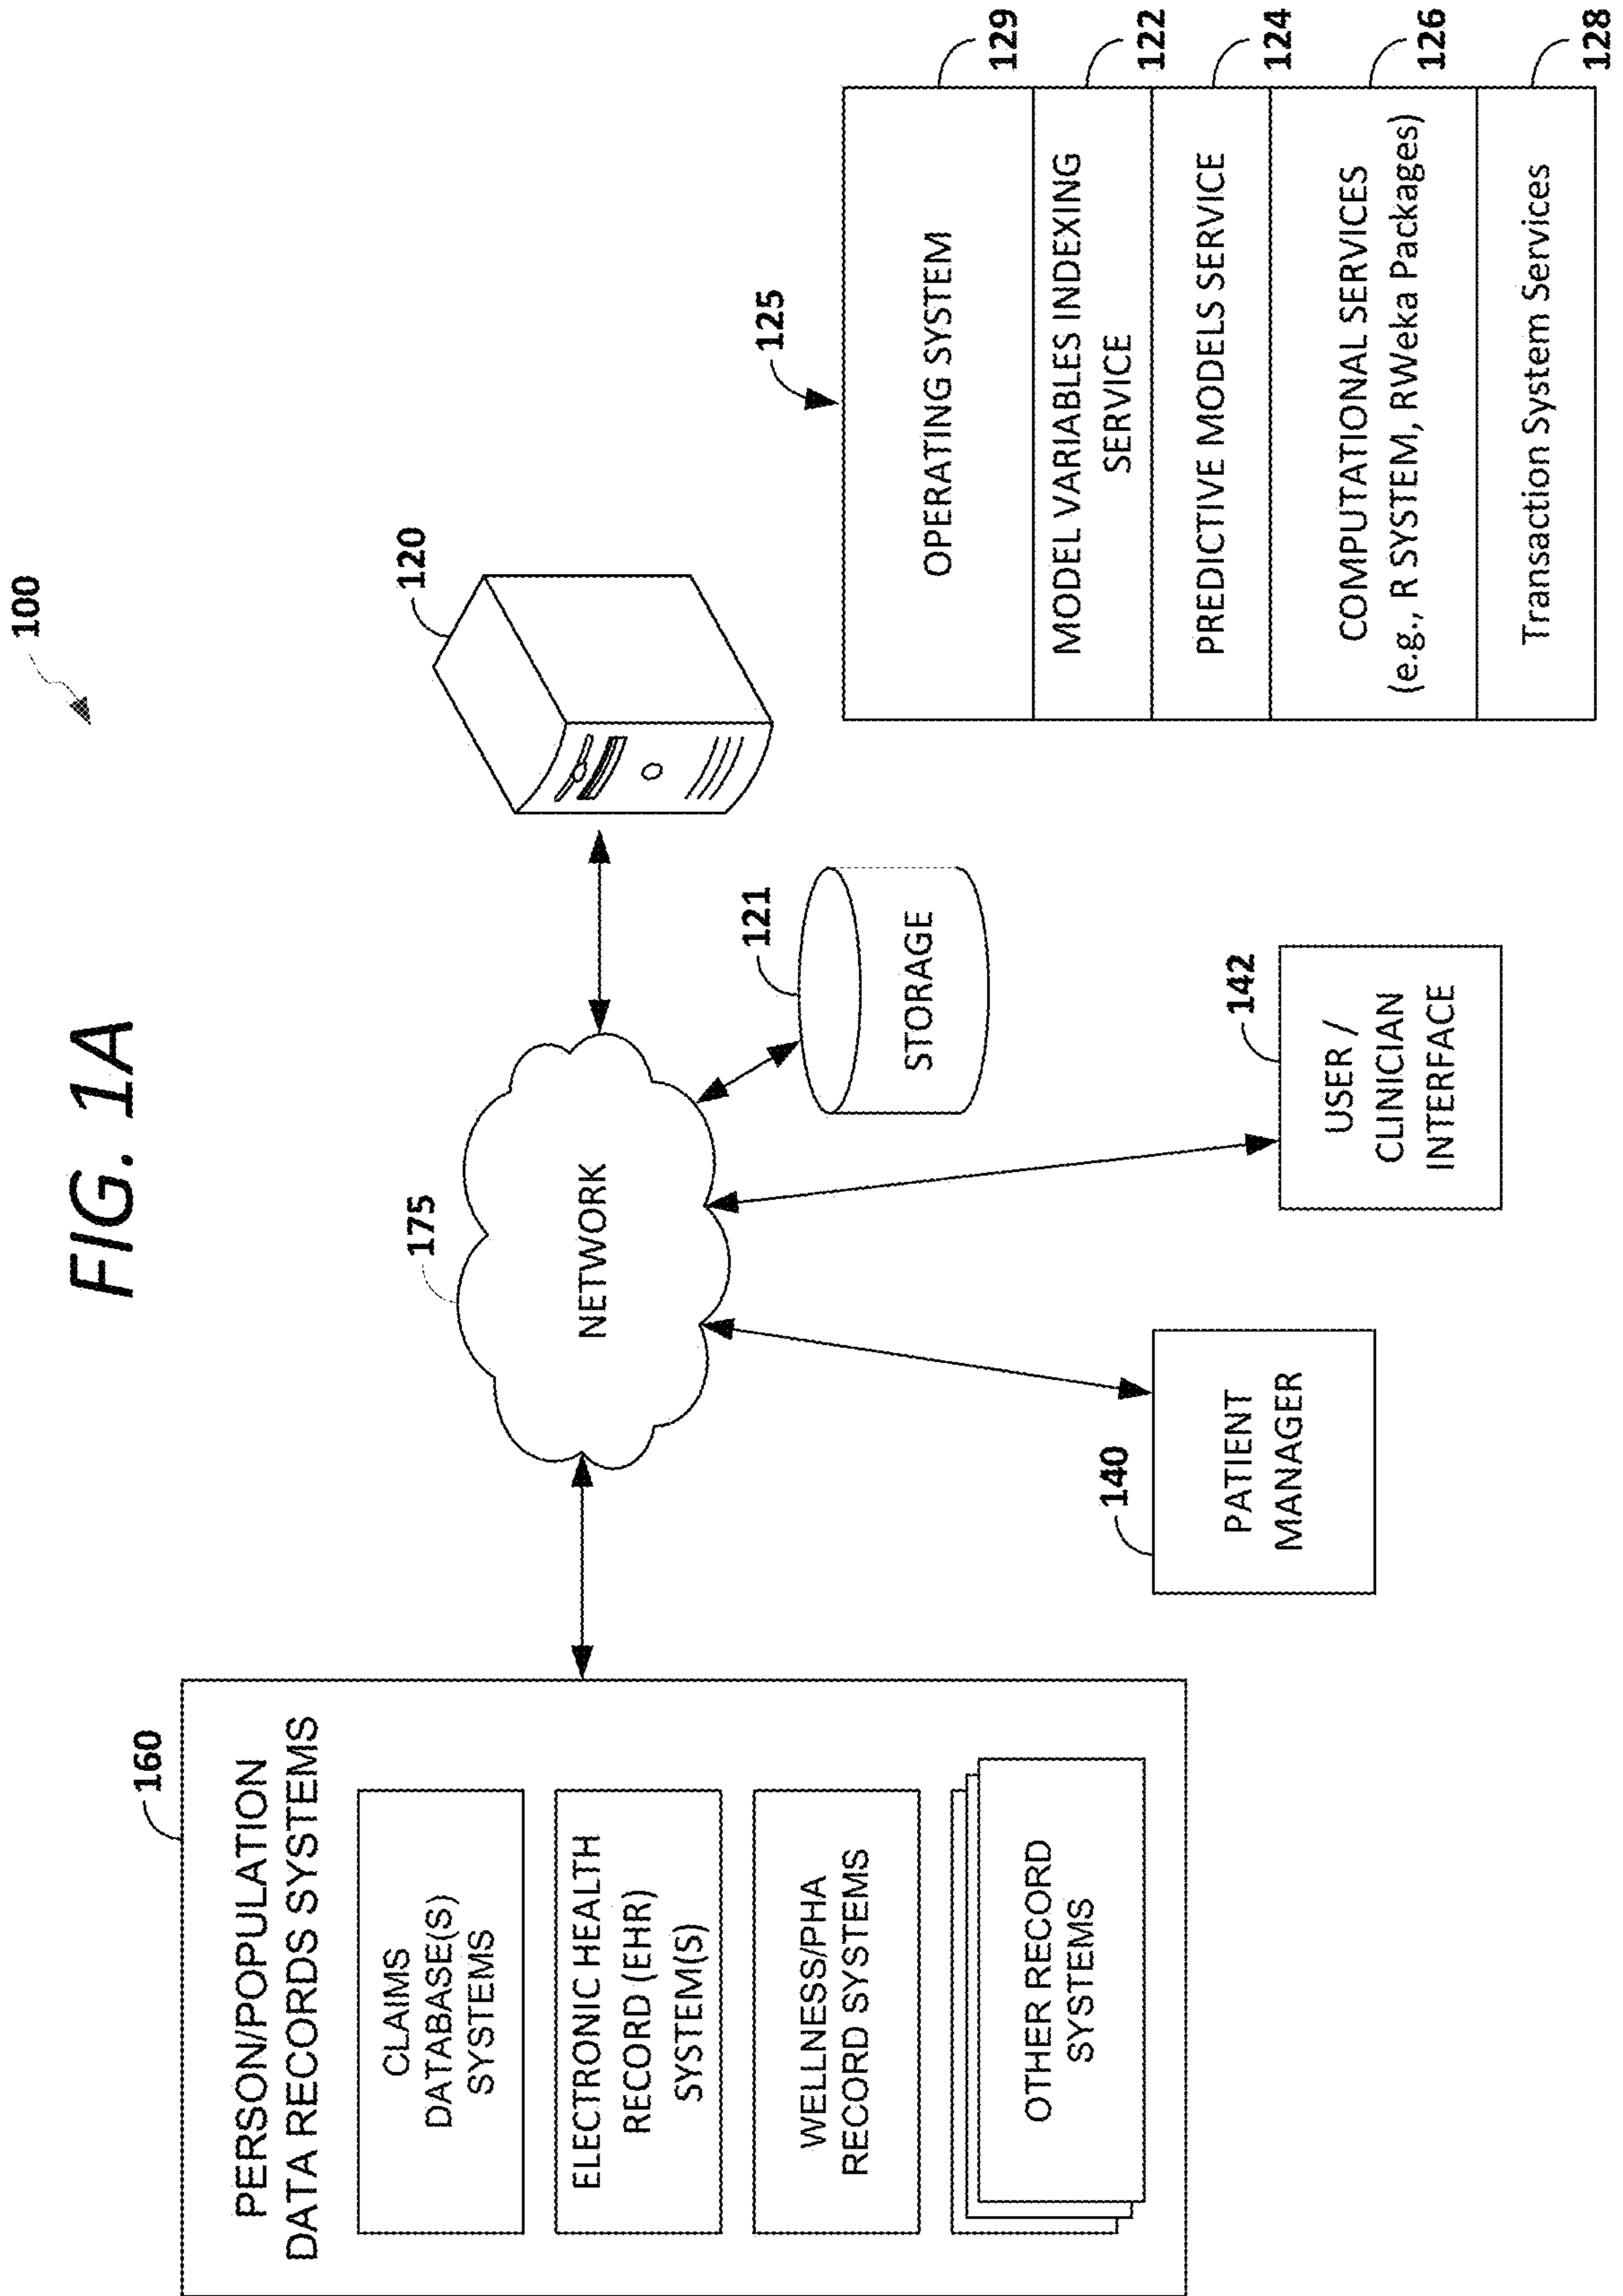 FIG. 1A
100
160
PERSON/POPULATION
DATA RECORDS SYSTEMS
CLAIMS
DATABASE(S)
SYSTEMS
ELECTRONIC HEALTH
RECORD (EHR)
SYSTEM(S)
WELLNESS/PHA
RECORD SYSTEMS
OTHER RECORD
SYSTEMS
175
NETWORK
120
121
STORAGE
140
PATIENT
MANAGER
142
USER /
CLINICIAN
INTERFACE
125
OPERATING SYSTEM
129
MODEL VARIABLES INDEXING
SERVICE
122
PREDICTIVE MODELS SERVICE
124
COMPUTATIONAL SERVICES
(e.g., R SYSTEM, RWeka Packages)
126
Transaction System Services
128